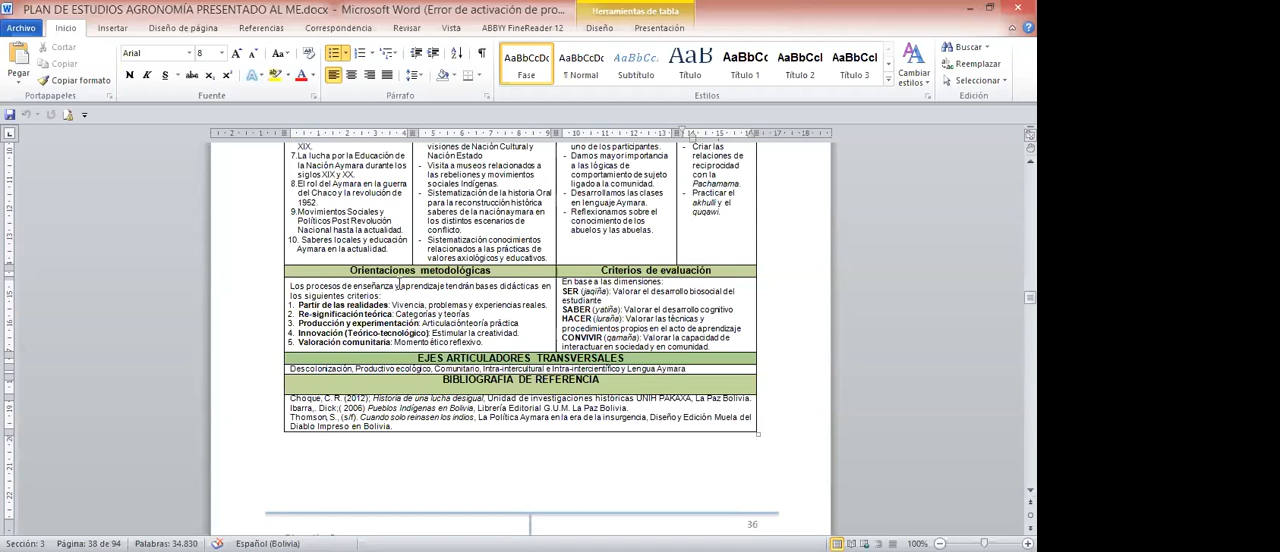 PLAN DE ESTUDIOS AGRONOMÍA PRESENTADO AL ME.docx - Microsoft Word (Error de activación de pro...
Herramientas de tabla
Archivo Inicio Insertar Diseño de página Referencias Correspondencia Revisar Vista ABBYY FineReader 12 Diseño Presentación
Pegar
Cortar
Copiar
Copiar formato
Portapapeles
Arial 8
N K S abc x₂ x² A
Fuente
Párrafo
AaBbCcDc AaBbCcDc AaBbCcL AaB AaBbCcI AaBbCcI AaBbCcI
Fase ¶ Normal Subtítulo Título Título 1 Título 2 Título 3
Estilos
Cambiar estilos
Buscar
Reemplazar
Seleccionar
Edición
XIX.
7.La lucha por la Educación de
la Nación Aymara durante los
siglos XIX y XX.
8.El rol del Aymara en la guerra
del Chaco y la revolución de
1952.
9.Movimientos Sociales y
Políticos Post Revolución
Nacional hasta la actualidad.
10. Saberes locales y educación
Aymara en la actualidad.
visiones de Nación Cultural y
Nación Estado
- Visita a museos relacionados a
las rebeliones y movimientos
sociales Indígenas.
- Sistematización de la historia Oral
para la reconstrucción histórica
saberes de la naciónaymara en
los distintos escenarios de
conflicto.
- Sistematización conocimientos
relacionados a las prácticas de
valores axiológicos y educativos.
uno de los participantes.
- Damos mayor importancia
a las lógicas de
comportamiento de sujeto
ligado a la comunidad.
- Desarrollamos las clases
en lenguaje Aymara.
- Reflexionamos sobre el
conocimiento de los
abuelos y las abuelas.
- Criar las
relaciones de
reciprocidad
con la
Pachamama.
- Practicar el
akhulli y el
quqawi.
Orientaciones metodológicas
Criterios de evaluación
Los procesos de enseñanza y aprendizaje tendrán bases didácticas en
los siguientes criterios:
1. Partir de las realidades: Vivencia, problemas y experiencias reales.
2. Re-significación teórica: Categorías y teorías
3. Producción y experimentación: Articulaciónteoría práctica
4. Innovación (Teórico-tecnológico): Estimular la creatividad.
5. Valoración comunitaria: Momento ético reflexivo.
En base a las dimensiones:
SER (jaqiña): Valorar el desarrollo biosocial del
estudiante
SABER (yatiña): Valorar el desarrollo cognitivo
HACER (luraña): Valorar las técnicas y
procedimientos propios en el acto de aprendizaje
CONVIVIR (qamaña): Valorar la capacidad de
interactuar en sociedad y en comunidad.
EJES ARTICULADORES TRANSVERSALES
Descolonización, Productivo ecológico, Comunitario, Intra-intercultural e Intra-intercientífico y Lengua Aymara
BIBLIOGRAFIA DE REFERENCIA
Choque, C. R. (2012); Historia de una lucha desigual, Unidad de investigaciones históricas UNIH PAKAXA, La Paz Bolivia.
Ibarra,. Dick;( 2006) Pueblos Indígenas en Bolivia, Librería Editorial G.U.M. La Paz Bolivia.
Thomson,S., (s/f). Cuando solo reinasen los indios, La Política Aymara en la era de la insurgencia, Diseño y Edición Muela del
Diablo Impreso en Bolivia.
36
Sección: 3 Página: 38 de 94 Palabras: 34.830 Español (Bolivia) 100%